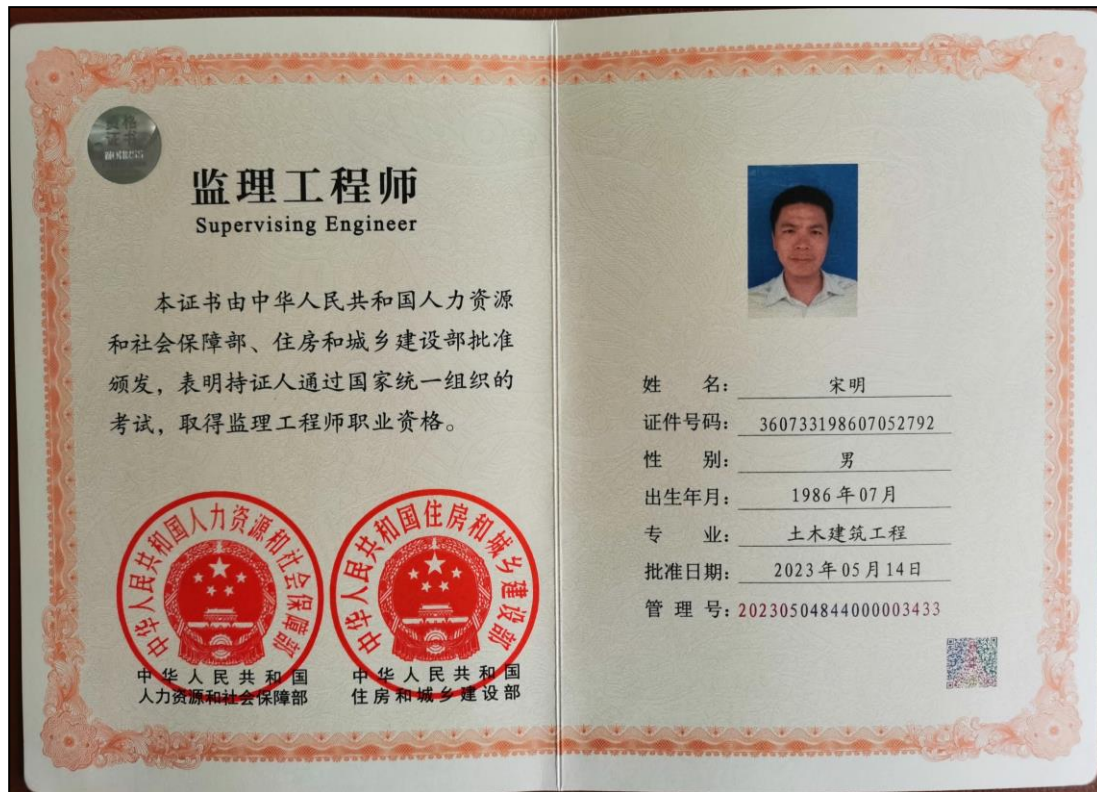 资格
证书
监理工程师
Supervising Engineer
本证书由中华人民共和国人力资源
和社会保障部、住房和城乡建设部批准
颁发，表明持证人通过国家统一组织的
考试，取得监理工程师职业资格。
中华人民共和国人力资源和社会保障部
中华人民共和国
人力资源和社会保障部
中华人民共和国住房和城乡建设部
中华人民共和国
住房和城乡建设部
姓 名： 宋明
证件号码： 360733198607052792
性 别： 男
出生年月： 1986年07月
专 业： 土木建筑工程
批准日期： 2023年05月14日
管 理 号：20230504844000003433